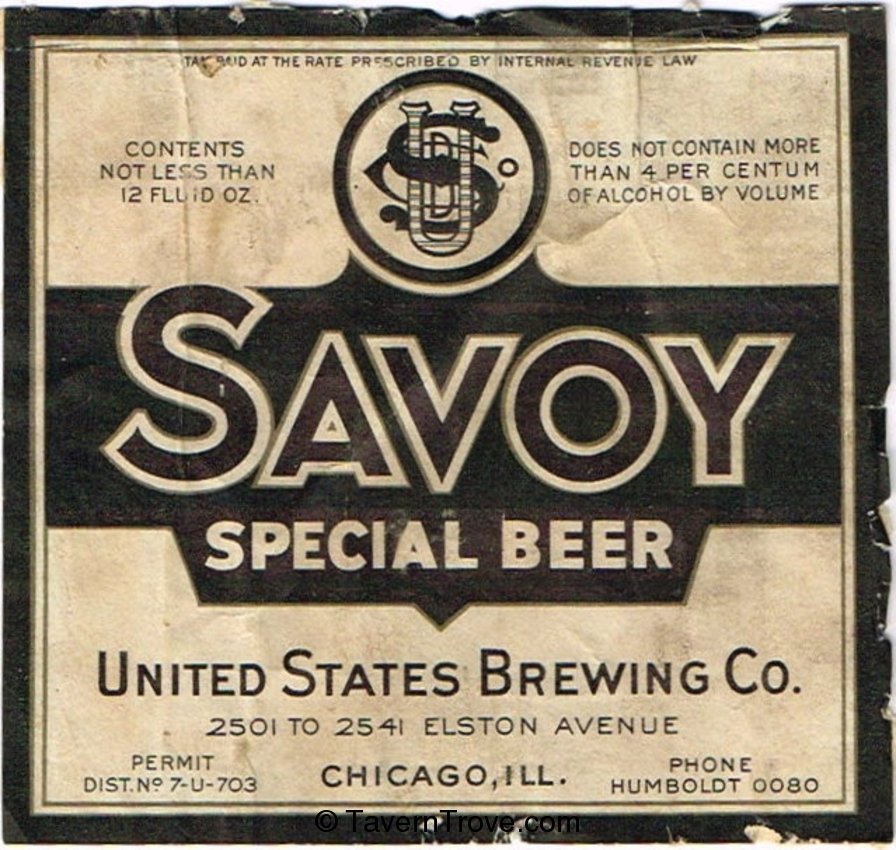 TAX PAID AT THE RATE PRESCRIBED BY INTERNAL REVENUE LAW
CONTENTS
NOT LESS THAN
12 FLUID OZ.
DOES NOT CONTAIN MORE
THAN 4 PER CENTUM
OF ALCOHOL BY VOLUME
SAVOY
SPECIAL BEER
UNITED STATES BREWING CO.
2501 TO 2541 ELSTON AVENUE
PERMIT
DIST. Nº 7-U-703
CHICAGO, ILL.
PHONE
HUMBOLDT 0080
© TavernTrove.com